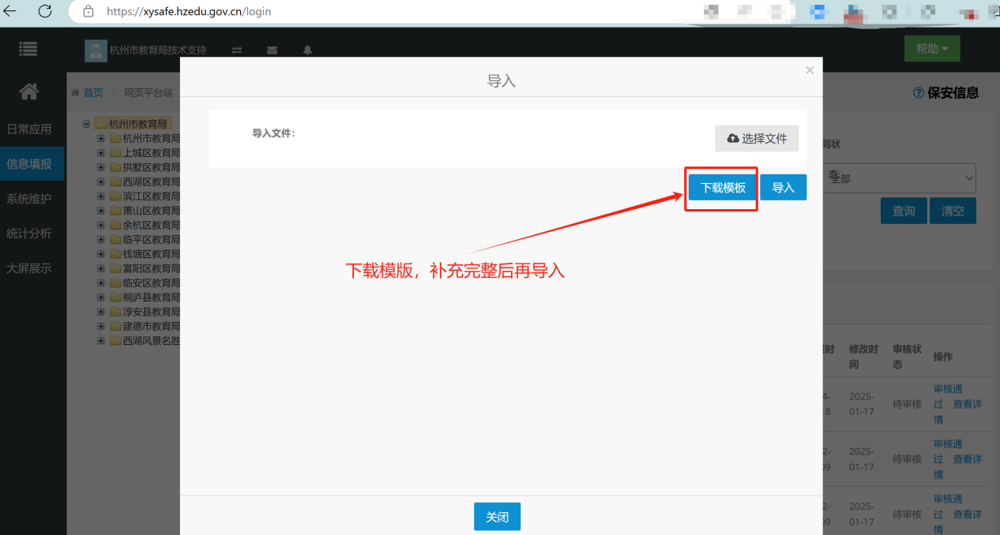 https://xysafe.hzedu.gov.cn/login
杭州市教育局技术支持
帮助
首页 / 网页平台端
保安信息
日常应用
信息填报
系统维护
统计分析
大屏展示
杭州市教育局
杭州市教育局
上城区教育局
拱墅区教育局
西湖区教育局
滨江区教育局
萧山区教育局
余杭区教育局
临平区教育局
钱塘区教育局
富阳区教育局
临安区教育局
桐庐县教育局
淳安县教育局
建德市教育局
西湖风景名胜
导入
×
导入文件:
选择文件
下载模板
导入
下载模版，补充完整后再导入
关闭
同状
态:
全部
查询
清空
时
修改时
间
审核状
态
操作
4-
8
2025-
01-17
待审核
审核通
过 查看详
情
2-
09
2025-
01-17
待审核
审核通
过 查看详
情
2-
09
2025-
01-17
待审核
审核通
过 查看详
情